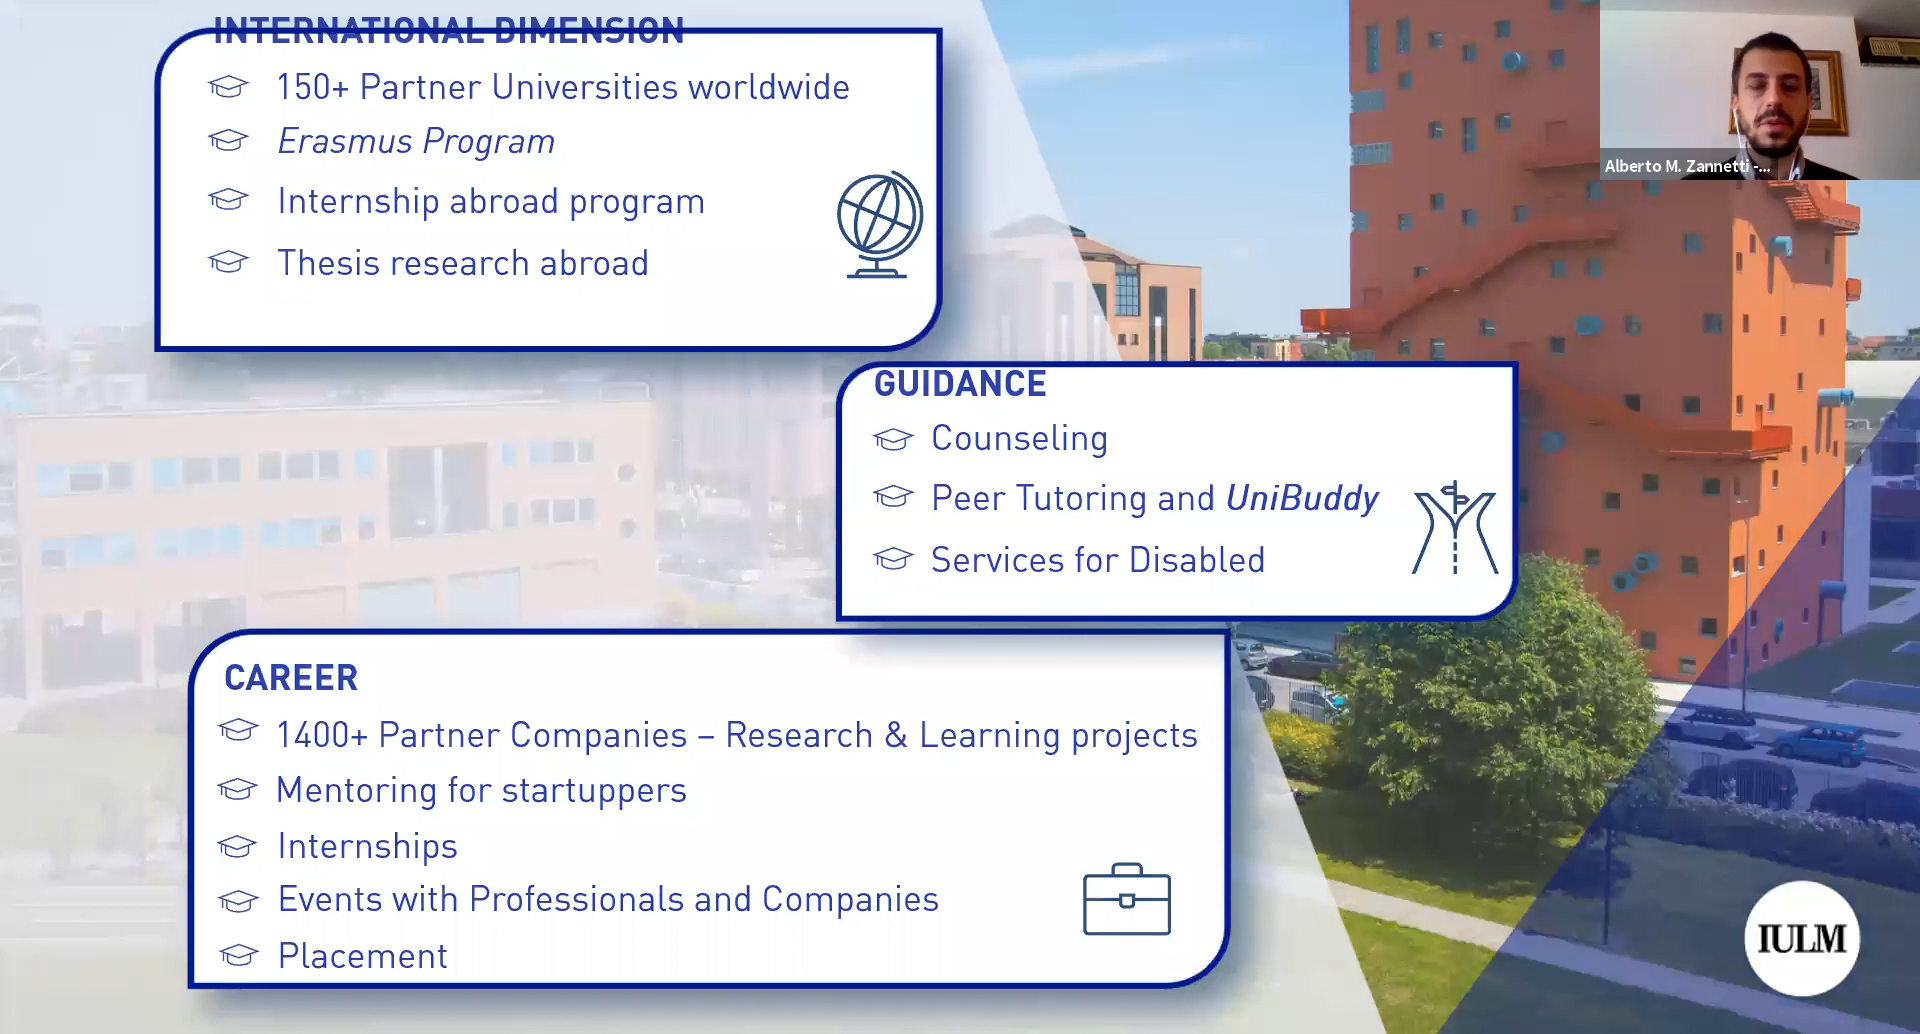 INTERNATIONAL DIMENSION
150+ Partner Universities worldwide
Erasmus Program
Internship abroad program
Thesis research abroad
Alberto M. Zannetti -...
GUIDANCE
Counseling
Peer Tutoring and UniBuddy
Services for Disabled
CAREER
1400+ Partner Companies – Research & Learning projects
Mentoring for startuppers
Internships
Events with Professionals and Companies
Placement
IULM